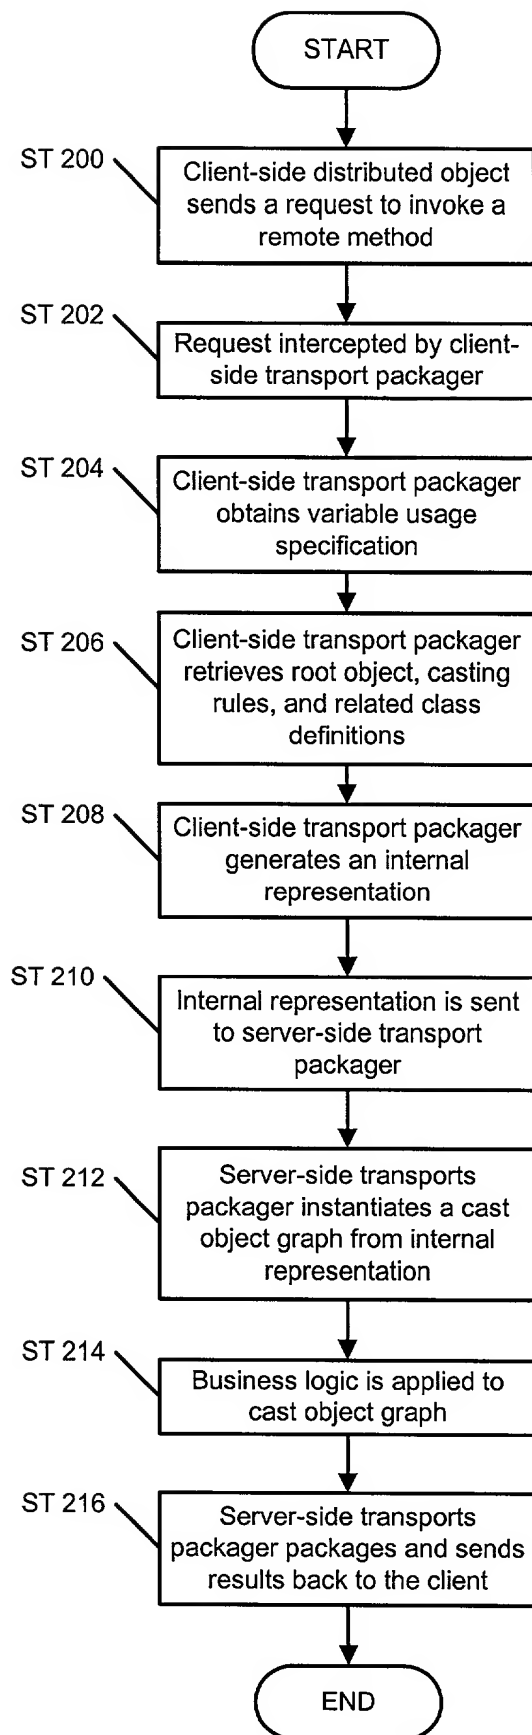 START
ST 200
Client-side distributed object
sends a request to invoke a
remote method
ST 202
Request intercepted by client-
side transport packager
ST 204
Client-side transport packager
obtains variable usage
specification
ST 206
Client-side transport packager
retrieves root object, casting
rules, and related class
definitions
ST 208
Client-side transport packager
generates an internal
representation
ST 210
Internal representation is sent
to server-side transport
packager
ST 212
Server-side transports
packager instantiates a cast
object graph from internal
representation
ST 214
Business logic is applied to
cast object graph
ST 216
Server-side transports
packager packages and sends
results back to the client
END